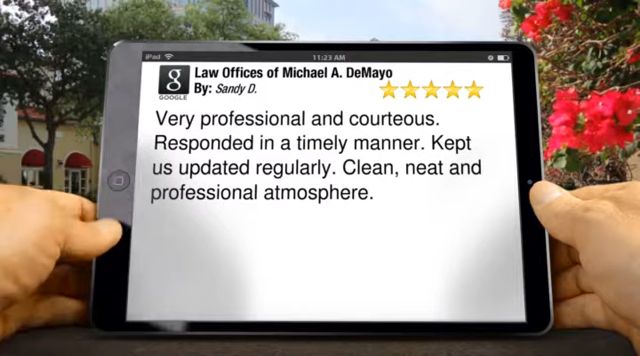 iPad
11:23 AM
g
GOOGLE
Law Offices of Michael A. DeMayo
By: Sandy D.
Very professional and courteous.
Responded in a timely manner. Kept
us updated regularly. Clean, neat and
professional atmosphere.